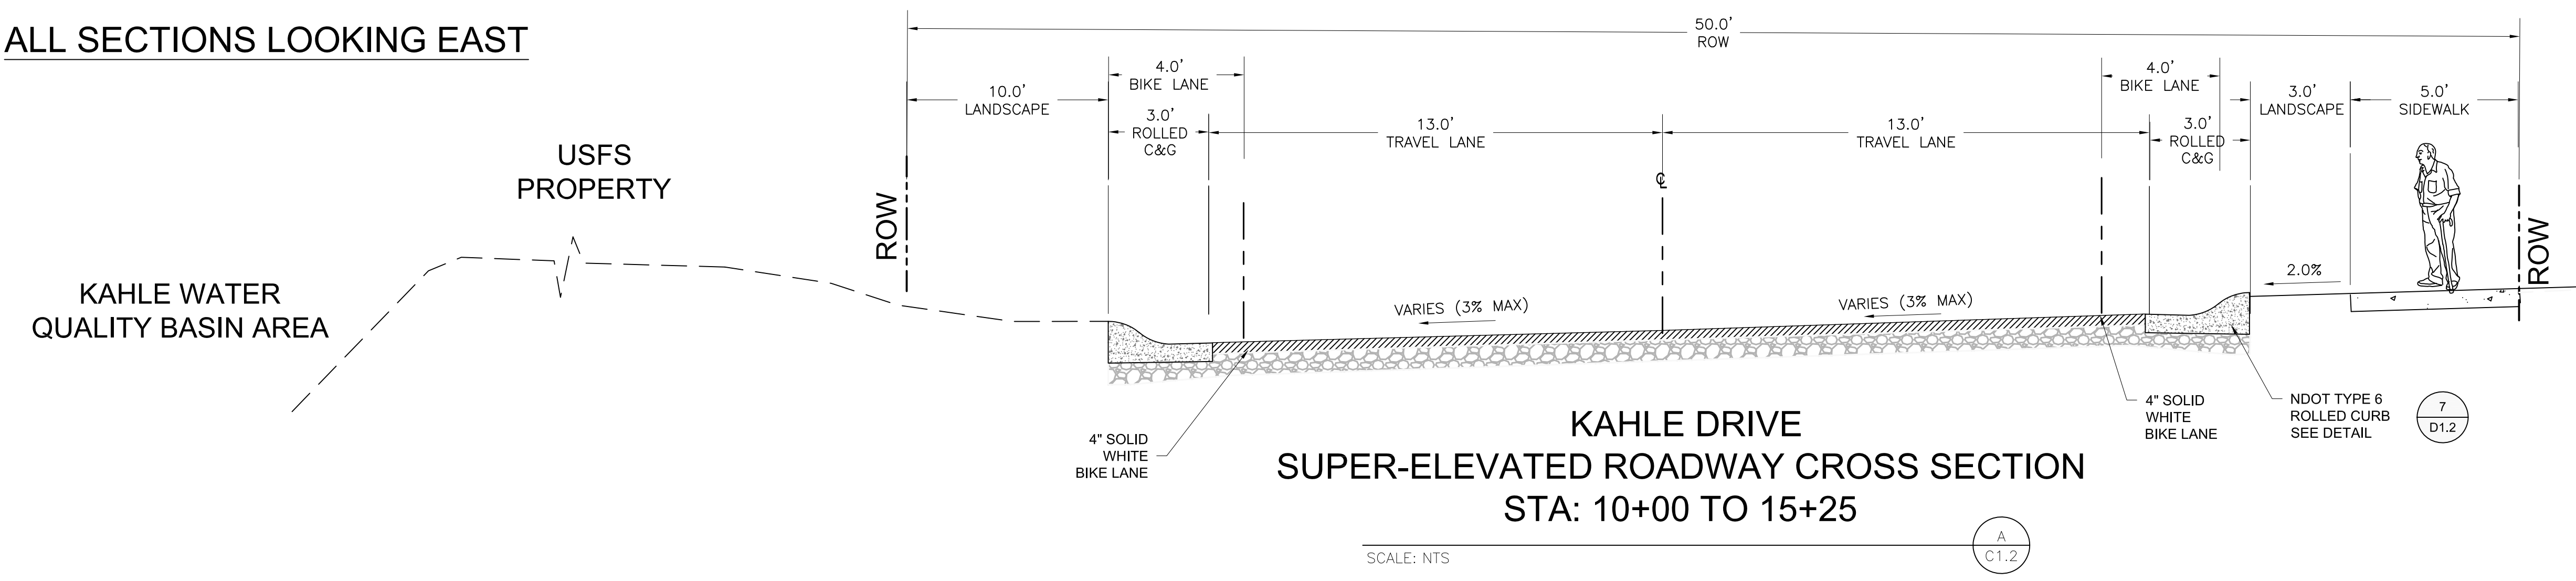 ALL SECTIONS LOOKING EAST
50.0'
ROW
10.0'
LANDSCAPE
4.0'
BIKE LANE
3.0'
ROLLED
C&G
13.0'
TRAVEL LANE
13.0'
TRAVEL LANE
4.0'
BIKE LANE
3.0'
ROLLED
C&G
3.0'
LANDSCAPE
5.0'
SIDEWALK
USFS
PROPERTY
KAHLE WATER
QUALITY BASIN AREA
ROW
℄
VARIES (3% MAX)
VARIES (3% MAX)
2.0%
ROW
4" SOLID
WHITE
BIKE LANE
4" SOLID
WHITE
BIKE LANE
NDOT TYPE 6
ROLLED CURB
SEE DETAIL
7
D1.2
KAHLE DRIVE
SUPER-ELEVATED ROADWAY CROSS SECTION
STA: 10+00 TO 15+25
SCALE: NTS
A
C1.2